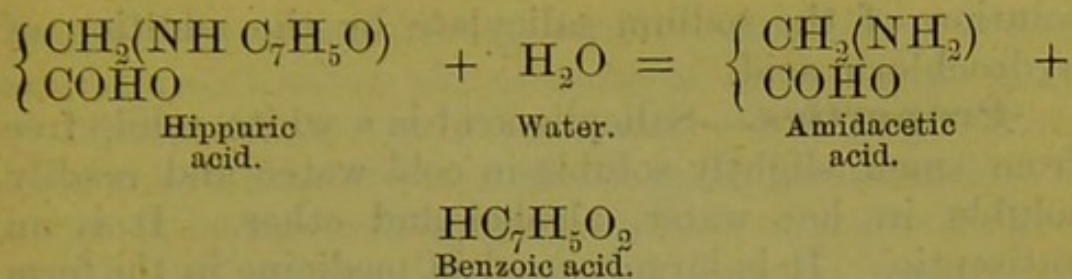 { CH₂(NH C₇H₅O) + H₂O = { CH₂(NH₂) +
{ COHO { COHO
Hippuric Water. Amidacetic
acid. acid.
HC₇H₅O₂
Benzoic acid.